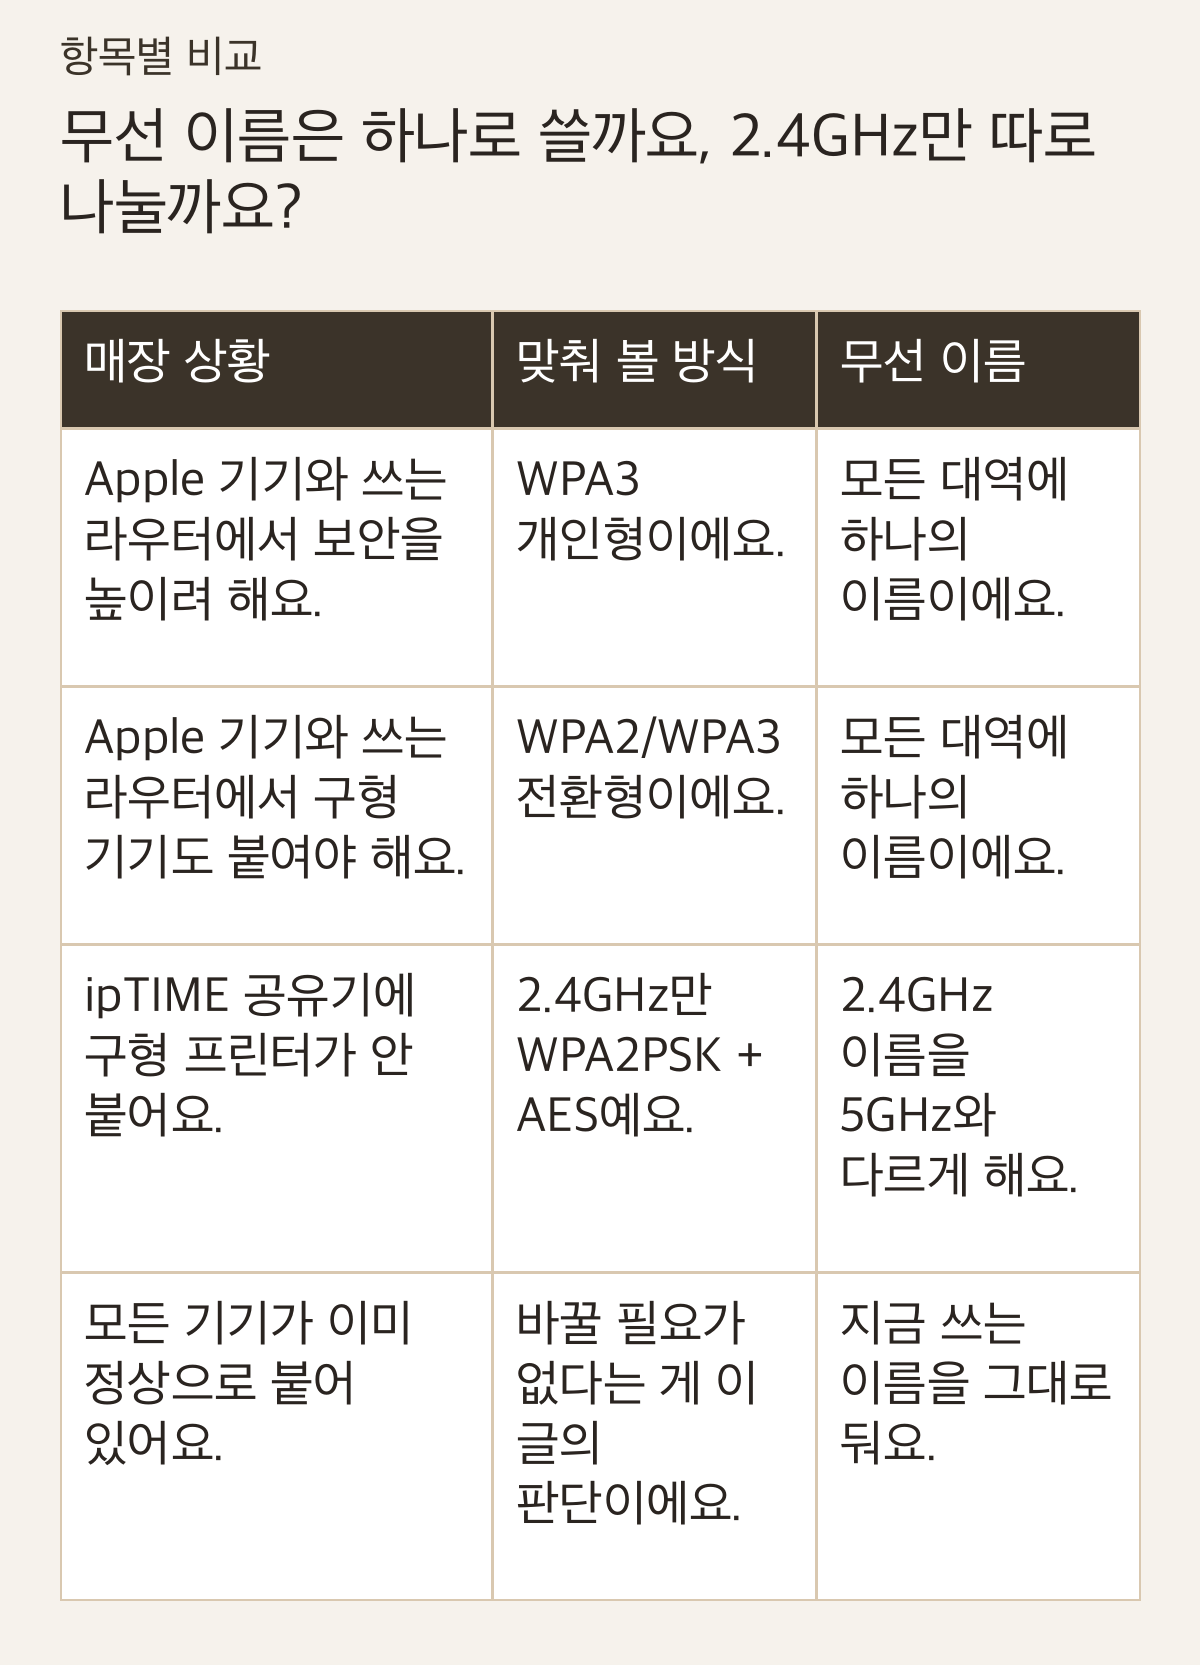 항목별 비교
무선 이름은 하나로 쓸까요, 2.4GHz만 따로
나눌까요?
매장 상황
맞춰 볼 방식
무선 이름
Apple 기기와 쓰는
라우터에서 보안을
높이려 해요.
WPA3
개인형이에요.
모든 대역에
하나의
이름이에요.
Apple 기기와 쓰는
라우터에서 구형
기기도 붙여야 해요.
WPA2/WPA3
전환형이에요.
모든 대역에
하나의
이름이에요.
ipTIME 공유기에
구형 프린터가 안
붙어요.
2.4GHz만
WPA2PSK +
AES예요.
2.4GHz
이름을
5GHz와
다르게 해요.
모든 기기가 이미
정상으로 붙어
있어요.
바꿀 필요가
없다는 게 이
글의
판단이에요.
지금 쓰는
이름을 그대로
둬요.